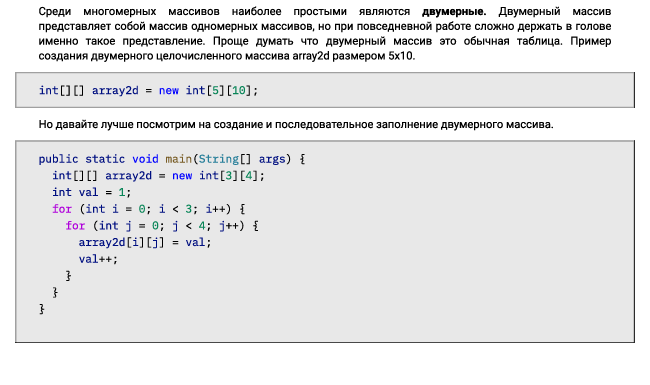 Среди многомерных массивов наиболее простыми являются двумерные. Двумерный массив
представляет собой массив одномерных массивов, но при повседневной работе сложно держать в голове
именно такое представление. Проще думать что двумерный массив это обычная таблица. Пример
создания двумерного целочисленного массива array2d размером 5x10.
int[][] array2d = new int[5][10];
Но давайте лучше посмотрим на создание и последовательное заполнение двумерного массива.
public static void main(String[] args) {
  int[][] array2d = new int[3][4];
  int val = 1;
  for (int i = 0; i < 3; i++) {
    for (int j = 0; j < 4; j++) {
      array2d[i][j] = val;
      val++;
    }
  }
}